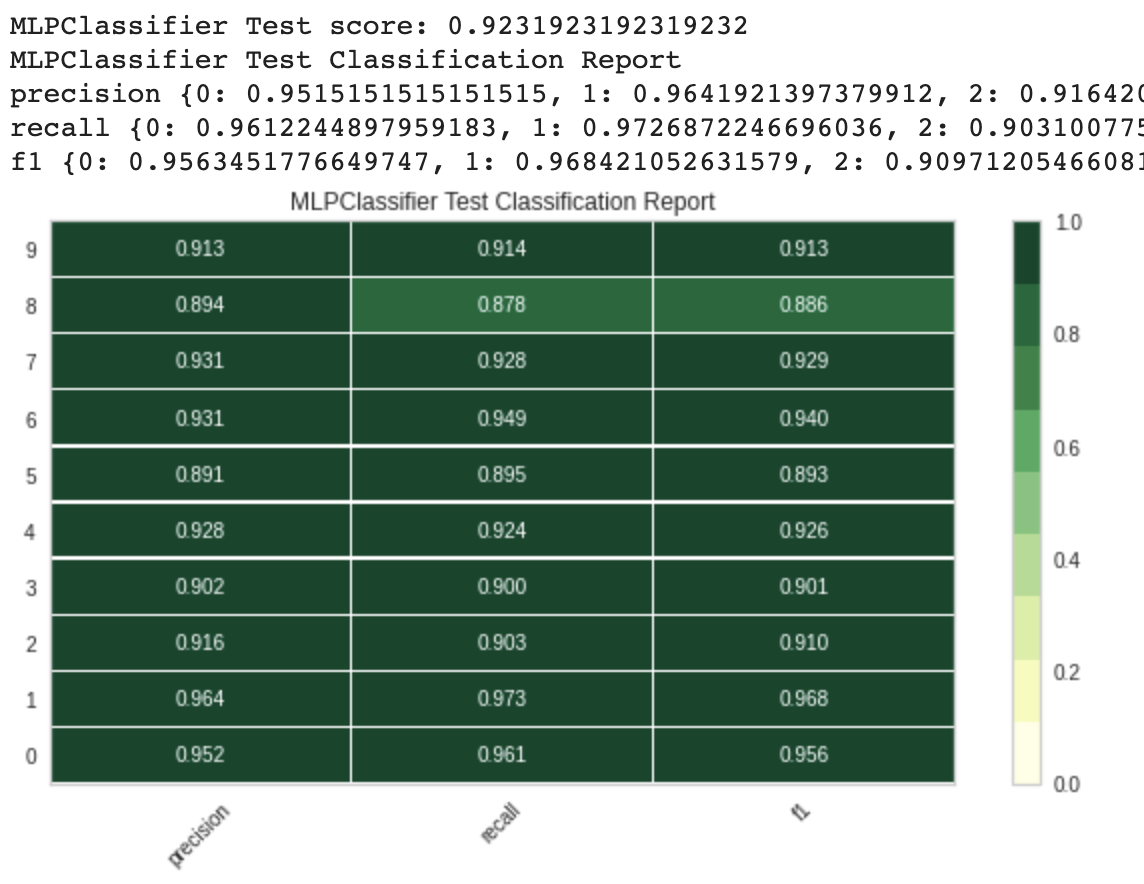 MLPClassifier Test score: 0.9231923192319232
MLPClassifier Test Classification Report
precision {0: 0.9515151515151515, 1: 0.9641921397379912, 2: 0.916420
recall {0: 0.9612244897959183, 1: 0.9726872246696036, 2: 0.903100775
f1 {0: 0.9563451776649747, 1: 0.968421052631579, 2: 0.90971205466081
MLPClassifier Test Classification Report
9 0.913 0.914 0.913
8 0.894 0.878 0.886
7 0.931 0.928 0.929
6 0.931 0.949 0.940
5 0.891 0.895 0.893
4 0.928 0.924 0.926
3 0.902 0.900 0.901
2 0.916 0.903 0.910
1 0.964 0.973 0.968
0 0.952 0.961 0.956
precision recall f1
1.0
0.8
0.6
0.4
0.2
0.0